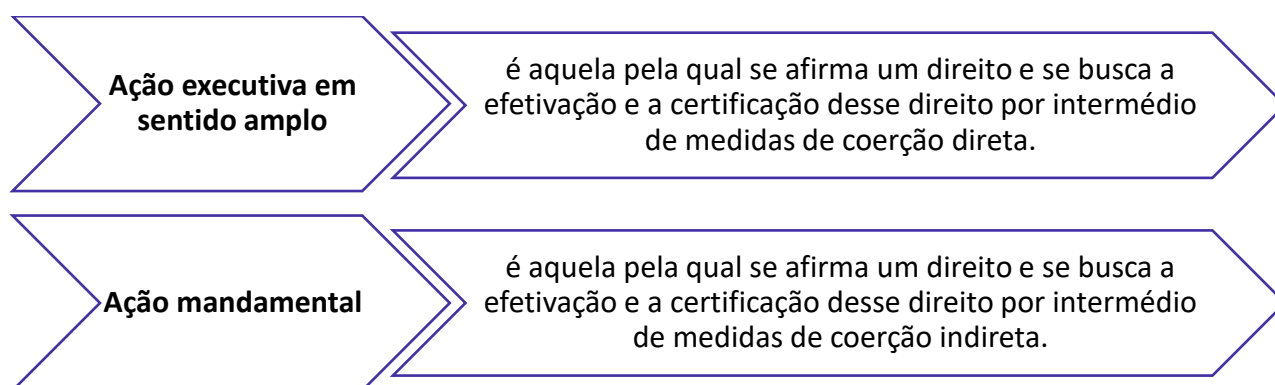 Ação executiva em
sentido amplo
é aquela pela qual se afirma um direito e se busca a
efetivação e a certificação desse direito por intermédio
de medidas de coerção direta.
Ação mandamental
é aquela pela qual se afirma um direito e se busca a
efetivação e a certificação desse direito por intermédio
de medidas de coerção indireta.